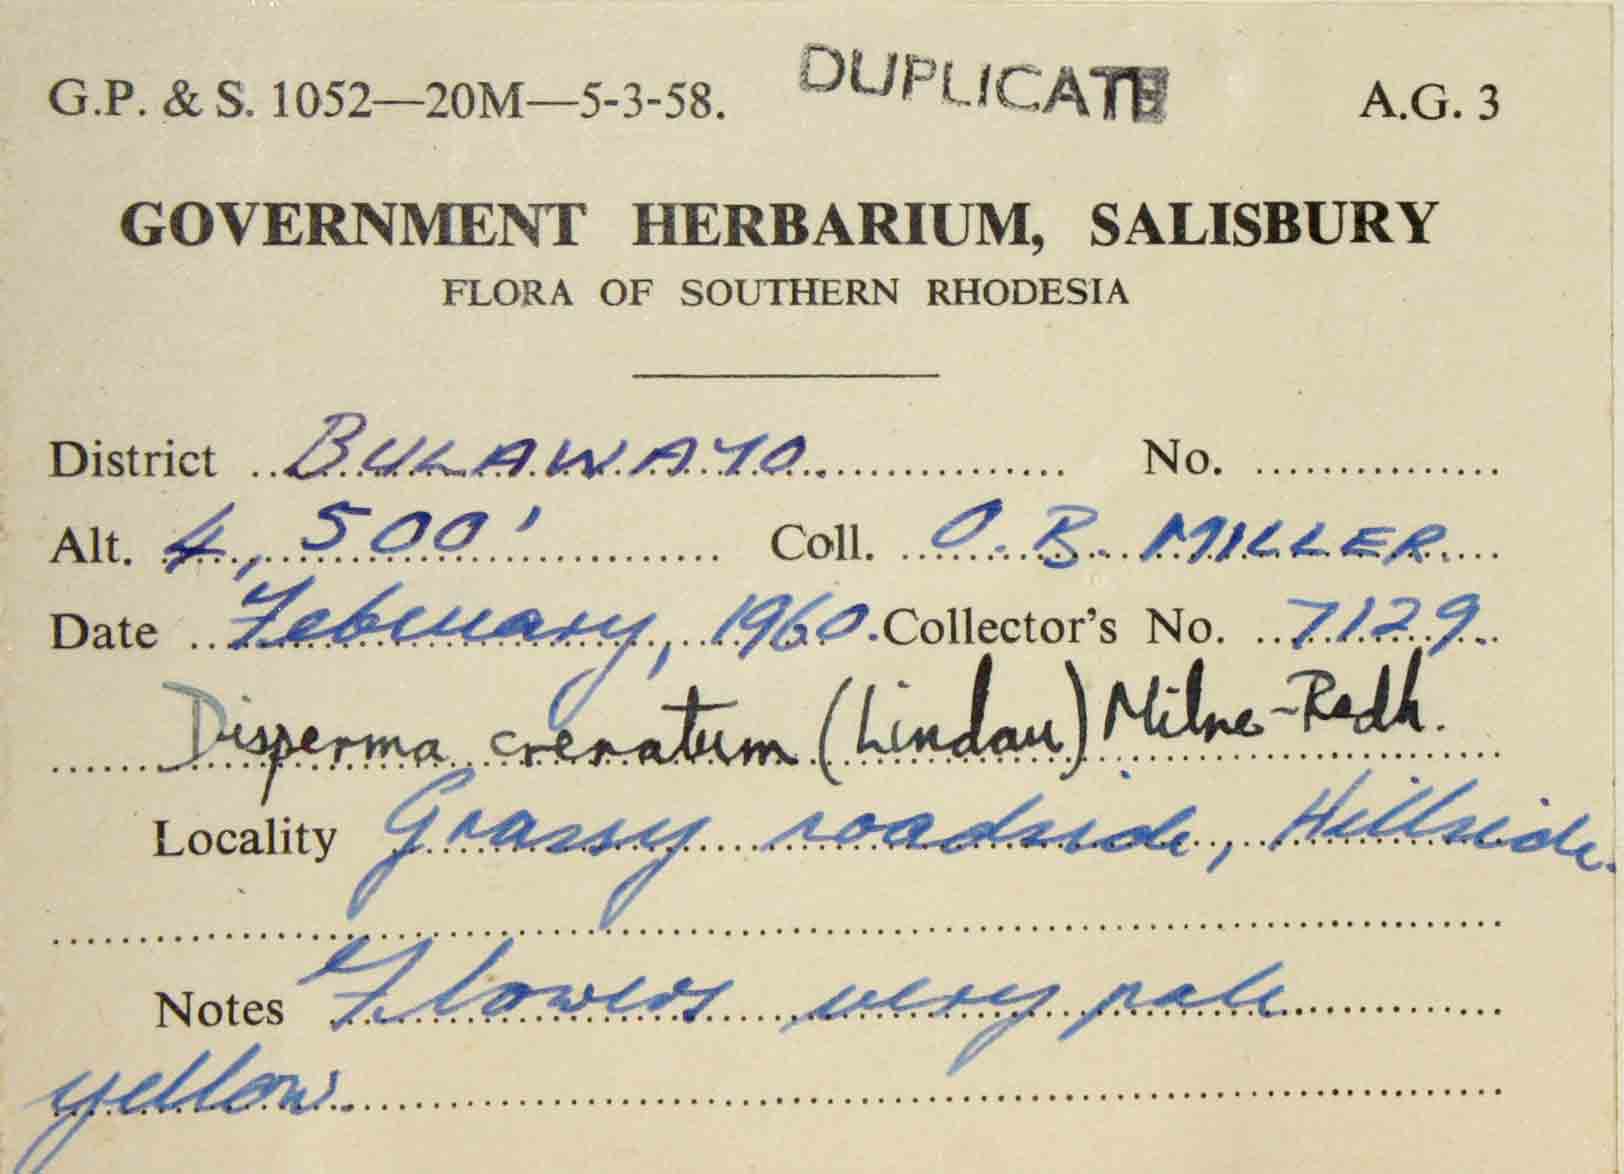 G.P. & S. 1052—20M—5-3-58. DUPLICATE A.G. 3
GOVERNMENT HERBARIUM, SALISBURY
FLORA OF SOUTHERN RHODESIA
District BULAWAYO. No.
Alt. 4,500' Coll. O.B. MILLER.
Date February, 1960. Collector's No. 7129.
Disperma crenatum (Lindau) Milne-Redh.
Locality Grassy roadside, Hillside.
Notes Flowers very pale
yellow.